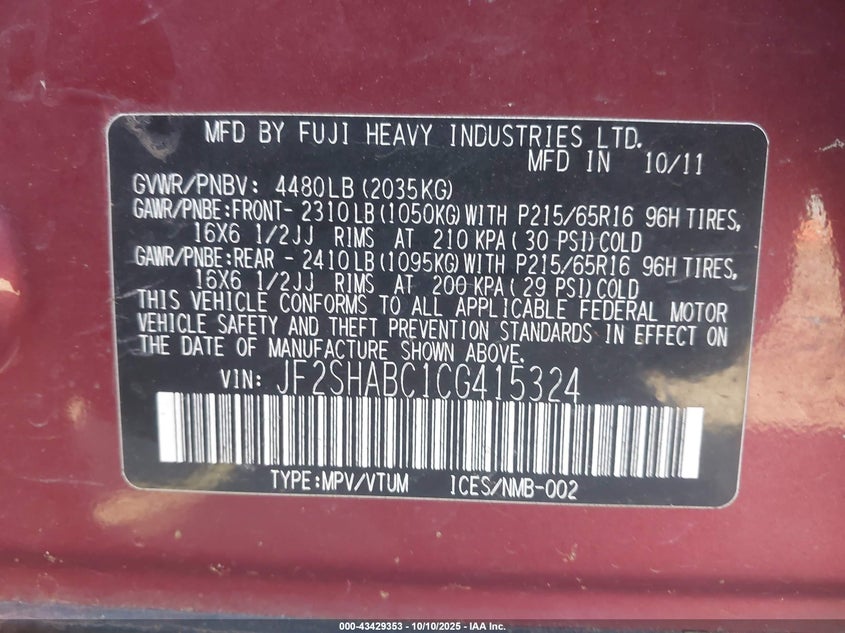 MFD BY FUJI HEAVY INDUSTRIES LTD.
MFD IN 10/11
GVWR/PNBV: 4480LB (2035KG)
GAWR/PNBE:FRONT- 2310LB(1050KG)WITH P215/65R16 96H TIRES,
16X6 1/2JJ RIMS AT 210 KPA( 30 PSI)COLD
GAWR/PNBE:REAR - 2410LB(1095KG)WITH P215/65R16 96H TIRES,
16X6 1/2JJ RIMS AT 200 KPA( 29 PSI)COLD
THIS VEHICLE CONFORMS TO ALL APPLICABLE FEDERAL MOTOR
VEHICLE SAFETY AND THEFT PREVENTION STANDARDS IN EFFECT ON
THE DATE OF MANUFACTURE SHOWN ABOVE.
VIN: JF2SHABC1CG415324
TYPE:MPV/VTUM 1CES/NMB-002
000-43429353 - 10/10/2025 - IAA Inc.